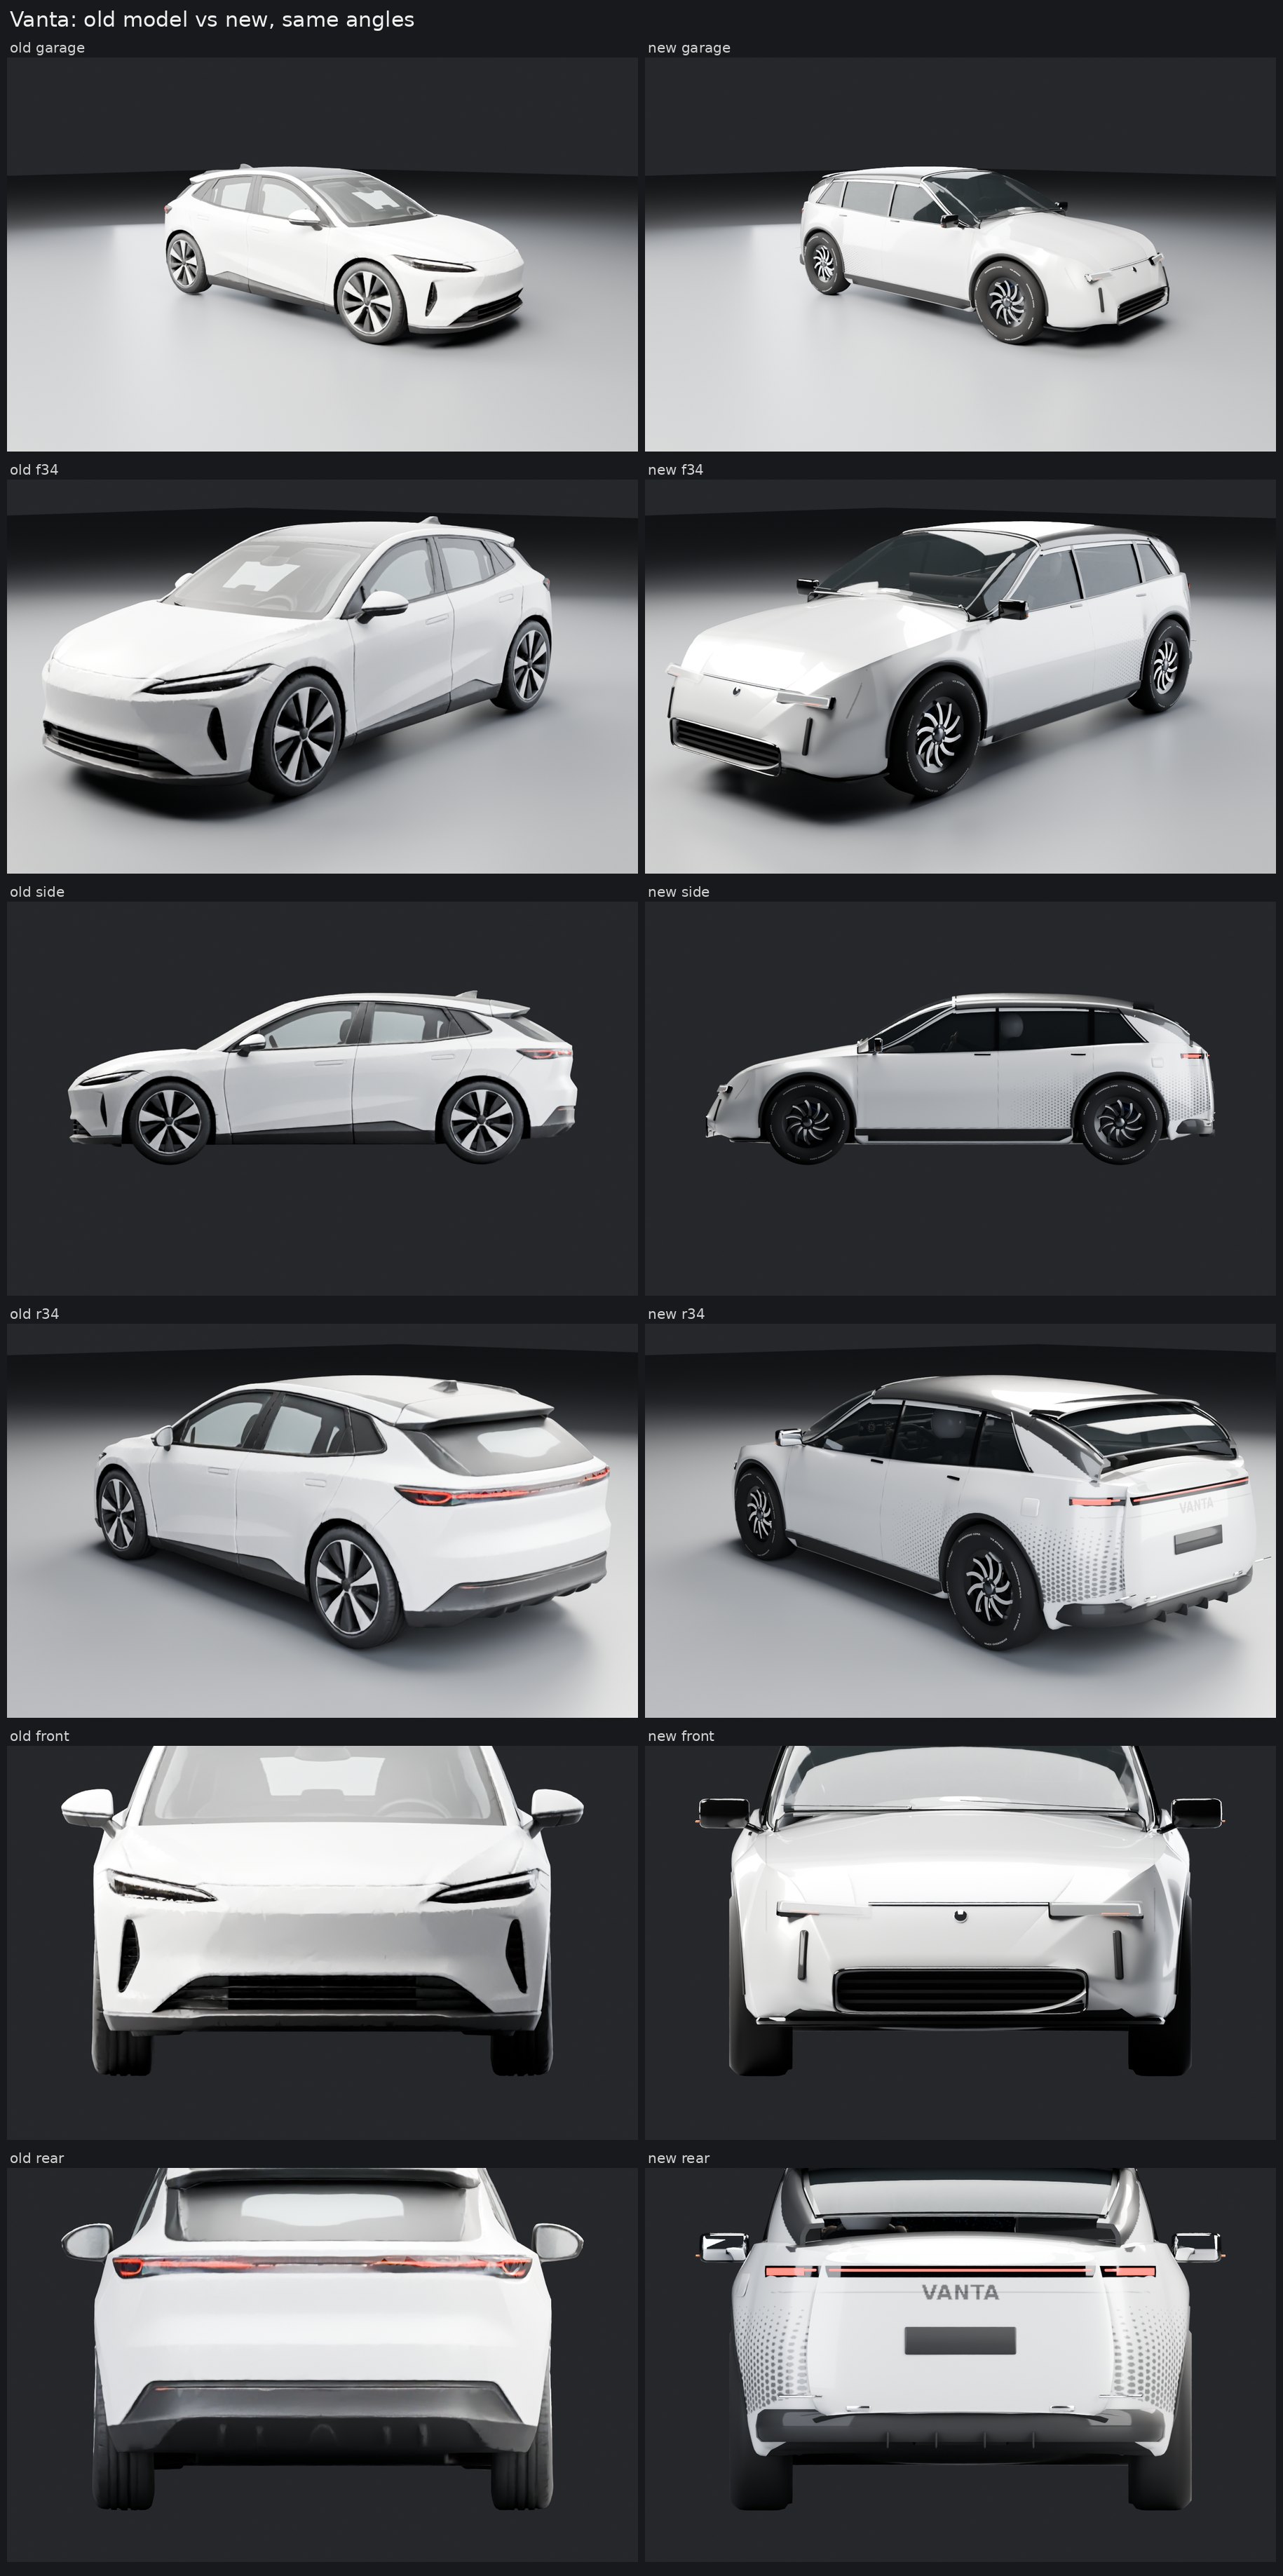 Vanta: old model vs new, same angles
old garage
new garage
old f34
new f34
old side
new side
old r34
new r34
VANTA
old front
new front
old rear
new rear
VANTA